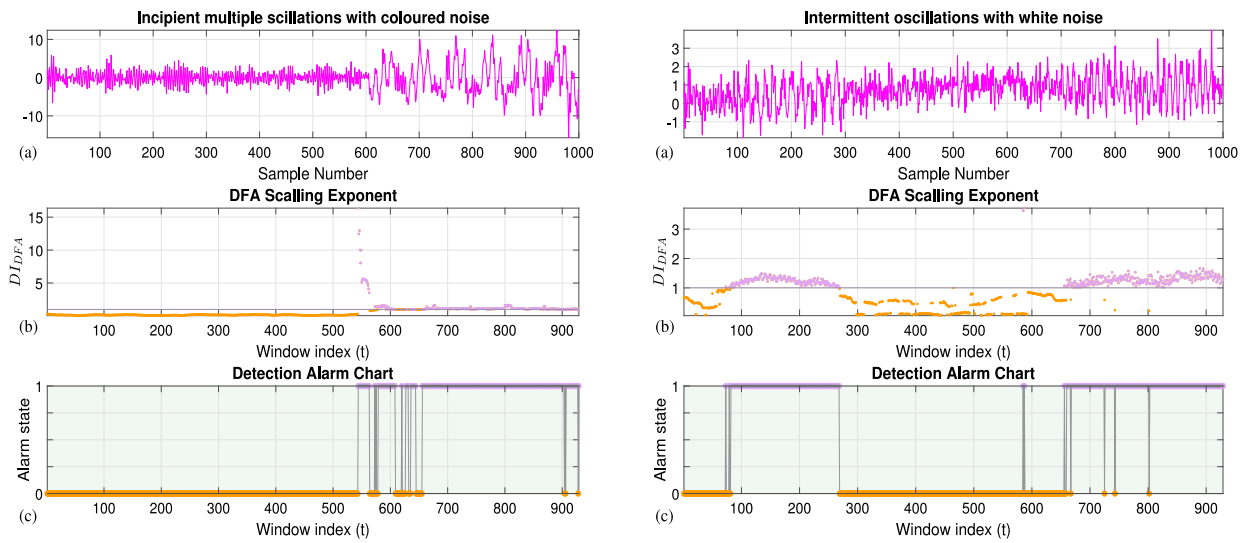 Incipient multiple scillations with coloured noise
10
0
-10
(a)
100 200 300 400 500 600 700 800 900 1000
Sample Number
DFA Scalling Exponent
15
10
5
DI_DFA
(b)
100 200 300 400 500 600 700 800 900
Window index (t)
Detection Alarm Chart
1
0
Alarm state
(c)
100 200 300 400 500 600 700 800 900
Window index (t)
Intermittent oscillations with white noise
3
2
1
0
-1
(a)
100 200 300 400 500 600 700 800 900 1000
Sample Number
DFA Scalling Exponent
3
2
1
DI_DFA
(b)
100 200 300 400 500 600 700 800 900
Window index (t)
Detection Alarm Chart
1
0
Alarm state
(c)
100 200 300 400 500 600 700 800 900
Window index (t)